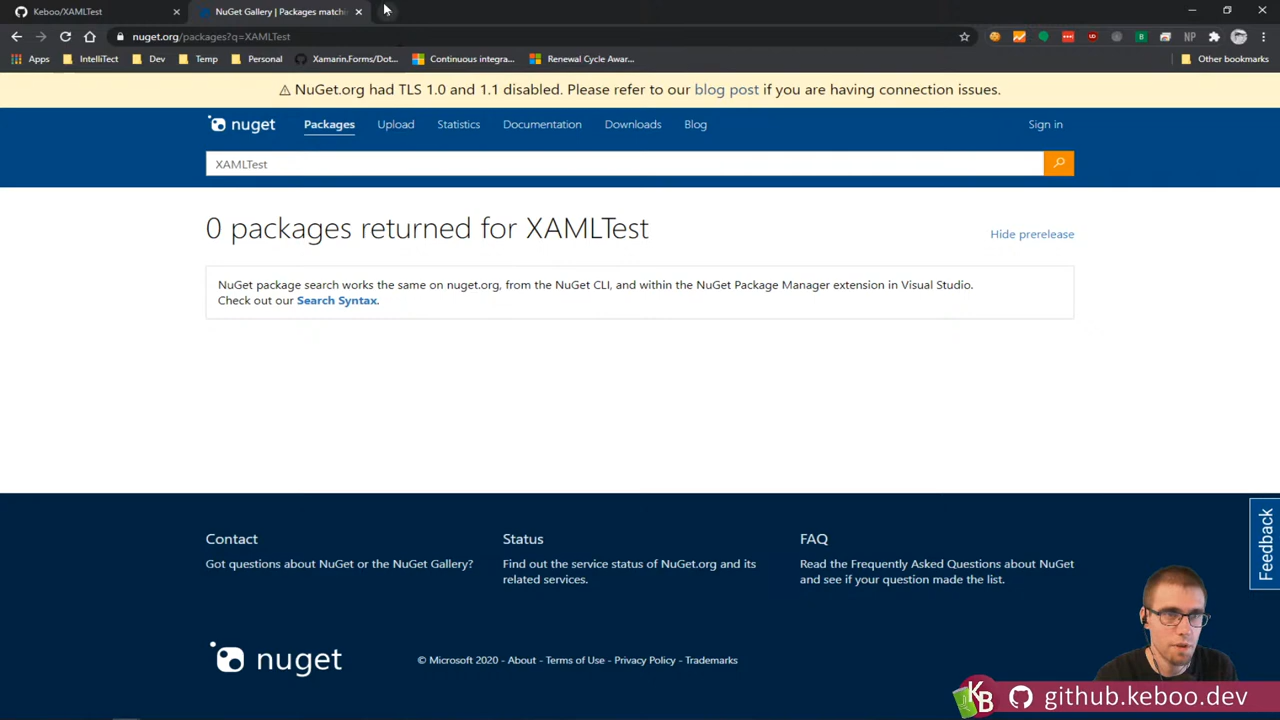 Keboo/XAMLTest
NuGet Gallery | Packages matchin
nuget.org/packages?q=XAMLTest
NP
Apps
IntelliTect
Dev
Temp
Personal
Xamarin.Forms/Dot...
Continuous integra...
Renewal Cycle Awar...
Other bookmarks
NuGet.org had TLS 1.0 and 1.1 disabled. Please refer to our blog post if you are having connection issues.
nuget
Packages
Upload
Statistics
Documentation
Downloads
Blog
Sign in
XAMLTest
0 packages returned for XAMLTest
Hide prerelease
NuGet package search works the same on nuget.org, from the NuGet CLI, and within the NuGet Package Manager extension in Visual Studio.
Check out our Search Syntax.
Feedback
Contact
Got questions about NuGet or the NuGet Gallery?
Status
Find out the service status of NuGet.org and its
related services.
FAQ
Read the Frequently Asked Questions about NuGet
and see if your question made the list.
nuget
© Microsoft 2020 - About - Terms of Use - Privacy Policy - Trademarks
KB
github.keboo.dev